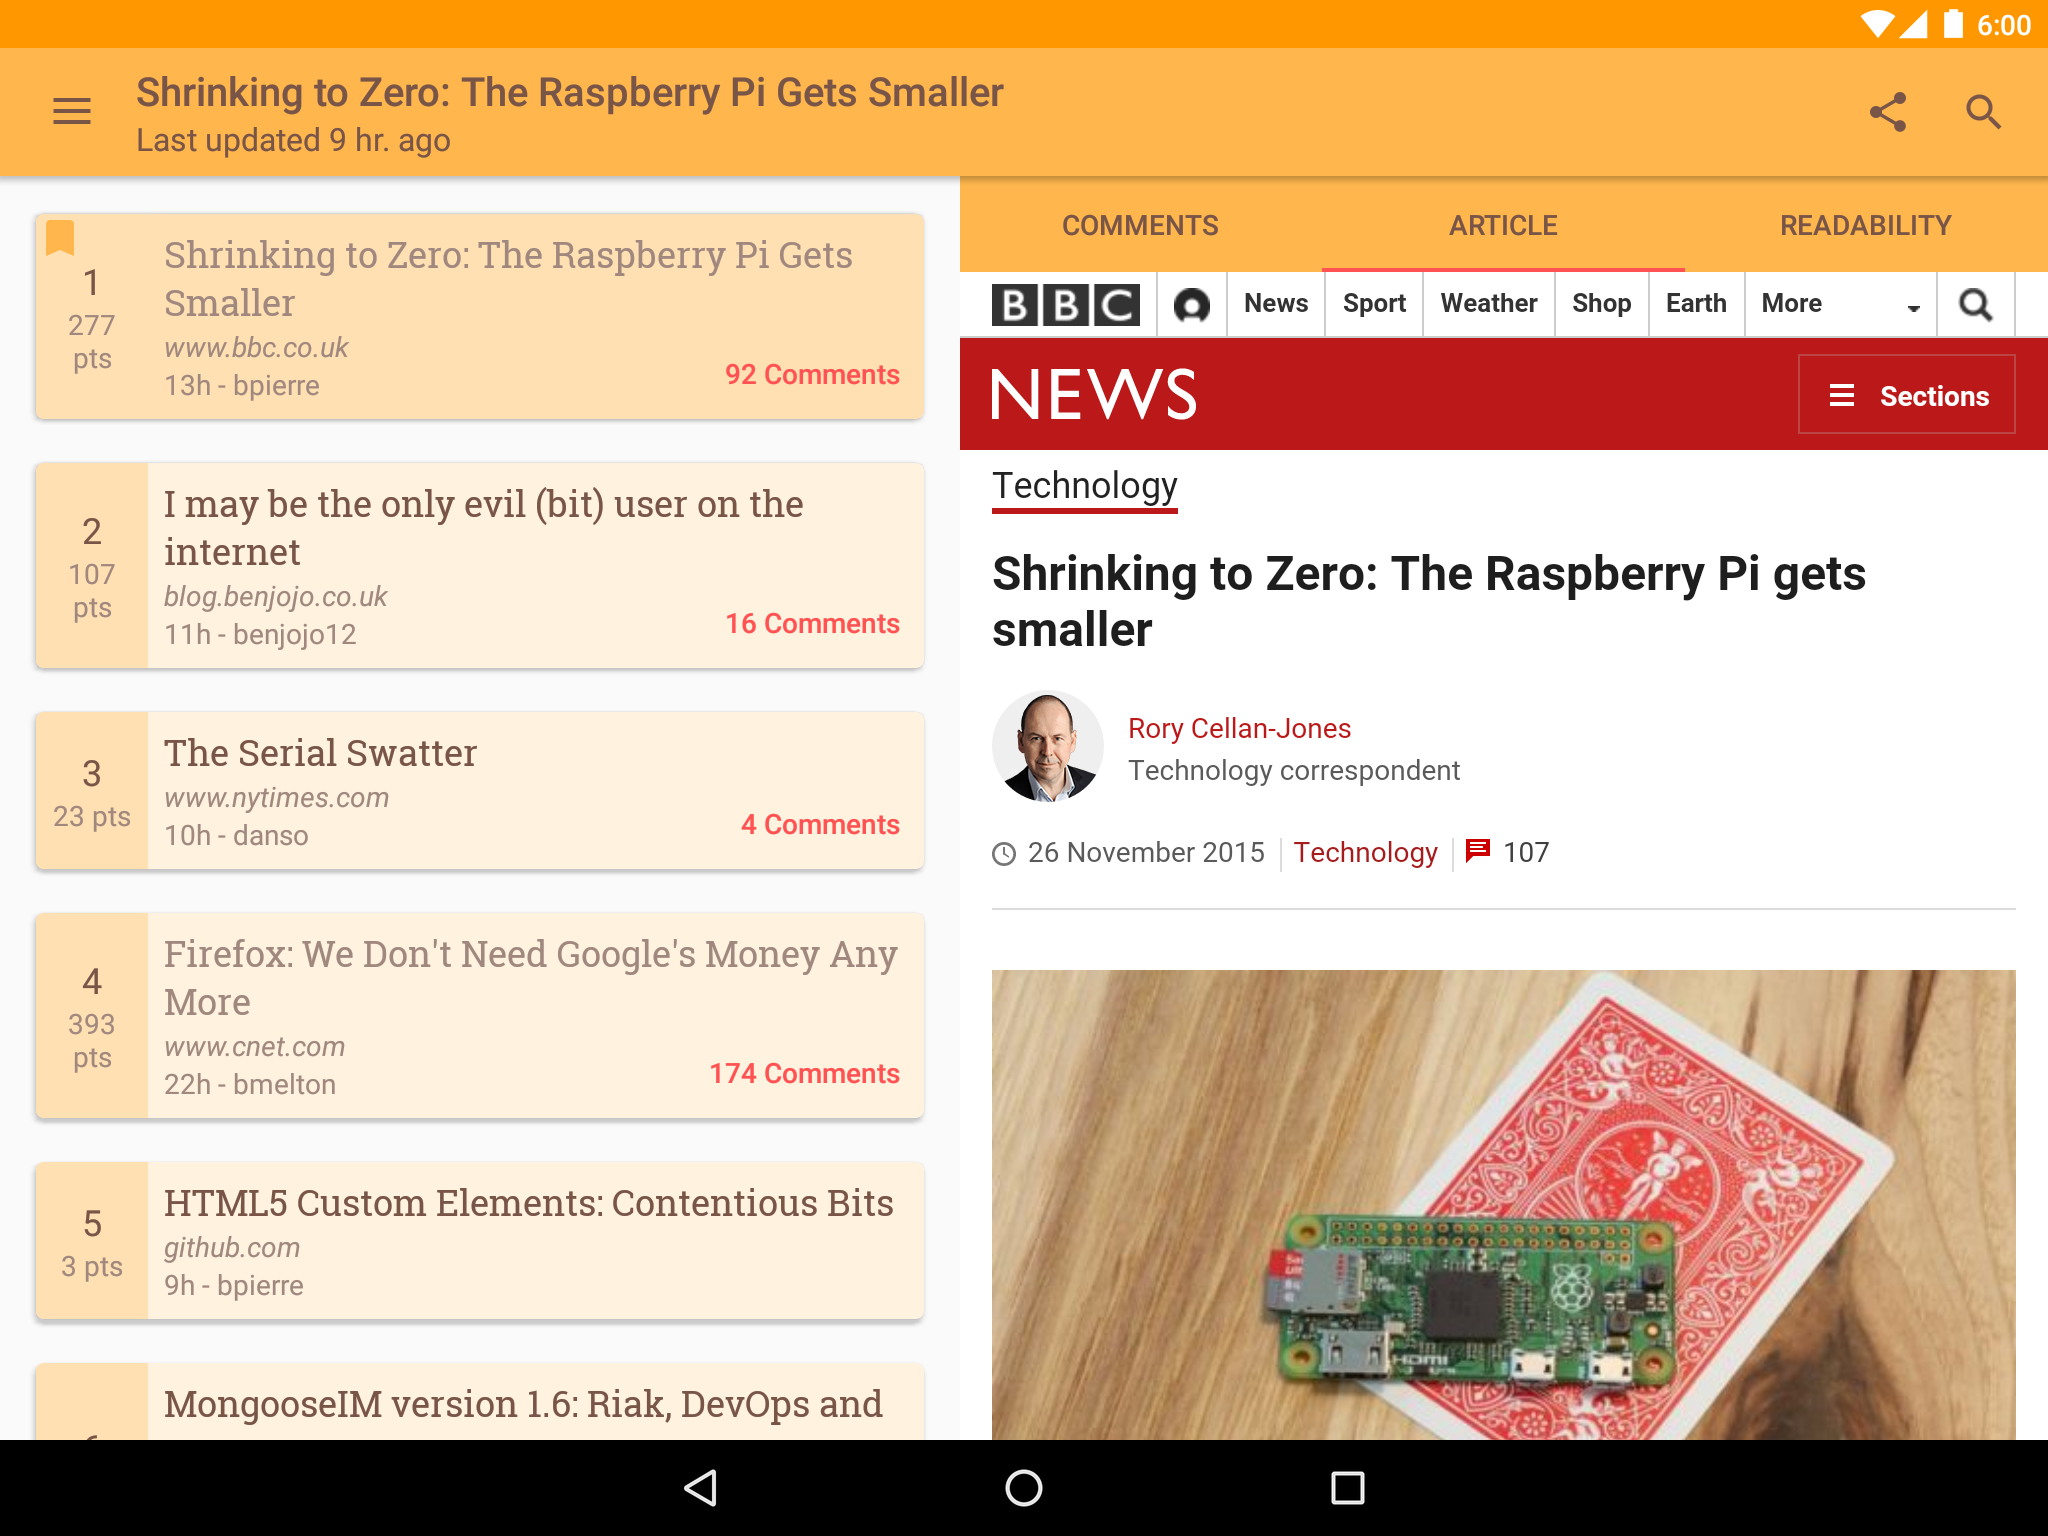 6:00
Shrinking to Zero: The Raspberry Pi Gets Smaller
Last updated 9 hr. ago
1
277
pts
Shrinking to Zero: The Raspberry Pi Gets
Smaller
www.bbc.co.uk
13h - bpierre
92 Comments
2
107
pts
I may be the only evil (bit) user on the
internet
blog.benjojo.co.uk
11h - benjojo12
16 Comments
3
23 pts
The Serial Swatter
www.nytimes.com
10h - danso
4 Comments
4
393
pts
Firefox: We Don't Need Google's Money Any
More
www.cnet.com
22h - bmelton
174 Comments
5
3 pts
HTML5 Custom Elements: Contentious Bits
github.com
9h - bpierre
MongooseIM version 1.6: Riak, DevOps and
COMMENTS ARTICLE READABILITY
BBC News Sport Weather Shop Earth More
NEWS Sections
Technology
Shrinking to Zero: The Raspberry Pi gets
smaller
Rory Cellan-Jones
Technology correspondent
26 November 2015 Technology 107
HDMI